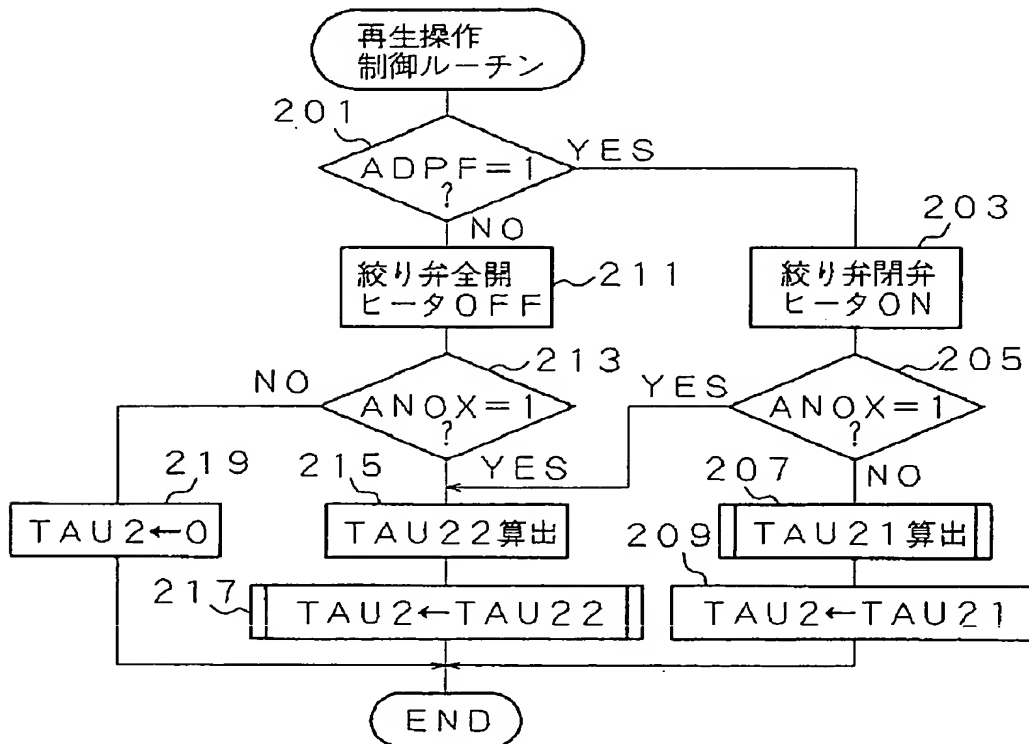 再生操作
制御ルーチン
201
ADPF=1
?
YES
NO
203
絞り弁全開
ヒータOFF
211
絞り弁閉弁
ヒータON
213
205
NO
ANOX=1
?
YES
YES
ANOX=1
?
NO
219
215
207
TAU2←0
TAU22算出
209
TAU21算出
217
TAU2←TAU22
TAU2←TAU21
END